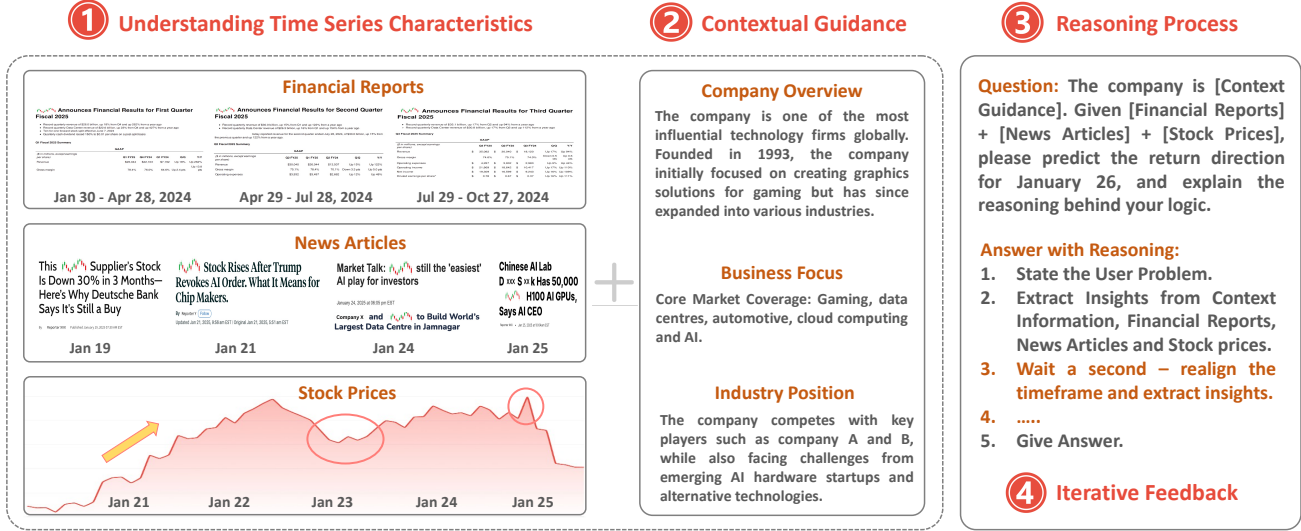 1 Understanding Time Series Characteristics
2 Contextual Guidance
3 Reasoning Process
Financial Reports
Announces Financial Results for First Quarter
Fiscal 2025
Announces Financial Results for Second Quarter
Fiscal 2025
Announces Financial Results for Third Quarter
Fiscal 2025
Jan 30 - Apr 28, 2024
Apr 29 - Jul 28, 2024
Jul 29 - Oct 27, 2024
News Articles
This Supplier's Stock
Is Down 30% in 3 Months—
Here's Why Deutsche Bank
Says It's Still a Buy
Jan 19
Stock Rises After Trump
Revokes AI Order. What It Means for
Chip Makers.
Jan 21
Market Talk: still the 'easiest'
AI play for investors
Company X and to Build World's
Largest Data Centre in Jamnagar
Jan 24
Chinese AI Lab
D xxx S xx k Has 50,000
H100 AI GPUs,
Says AI CEO
Jan 25
Stock Prices
Jan 21
Jan 22
Jan 23
Jan 24
Jan 25
+
Company Overview
The company is one of the most
influential technology firms globally.
Founded in 1993, the company
initially focused on creating graphics
solutions for gaming but has since
expanded into various industries.
Business Focus
Core Market Coverage: Gaming, data
centres, automotive, cloud computing
and AI.
Industry Position
The company competes with key
players such as company A and B,
while also facing challenges from
emerging AI hardware startups and
alternative technologies.
Question: The company is [Context
Guidance]. Given [Financial Reports]
+ [News Articles] + [Stock Prices],
please predict the return direction
for January 26, and explain the
reasoning behind your logic.
Answer with Reasoning:
1. State the User Problem.
2. Extract Insights from Context
Information, Financial Reports,
News Articles and Stock prices.
3. Wait a second – realign the
timeframe and extract insights.
4. .....
5. Give Answer.
4 Iterative Feedback